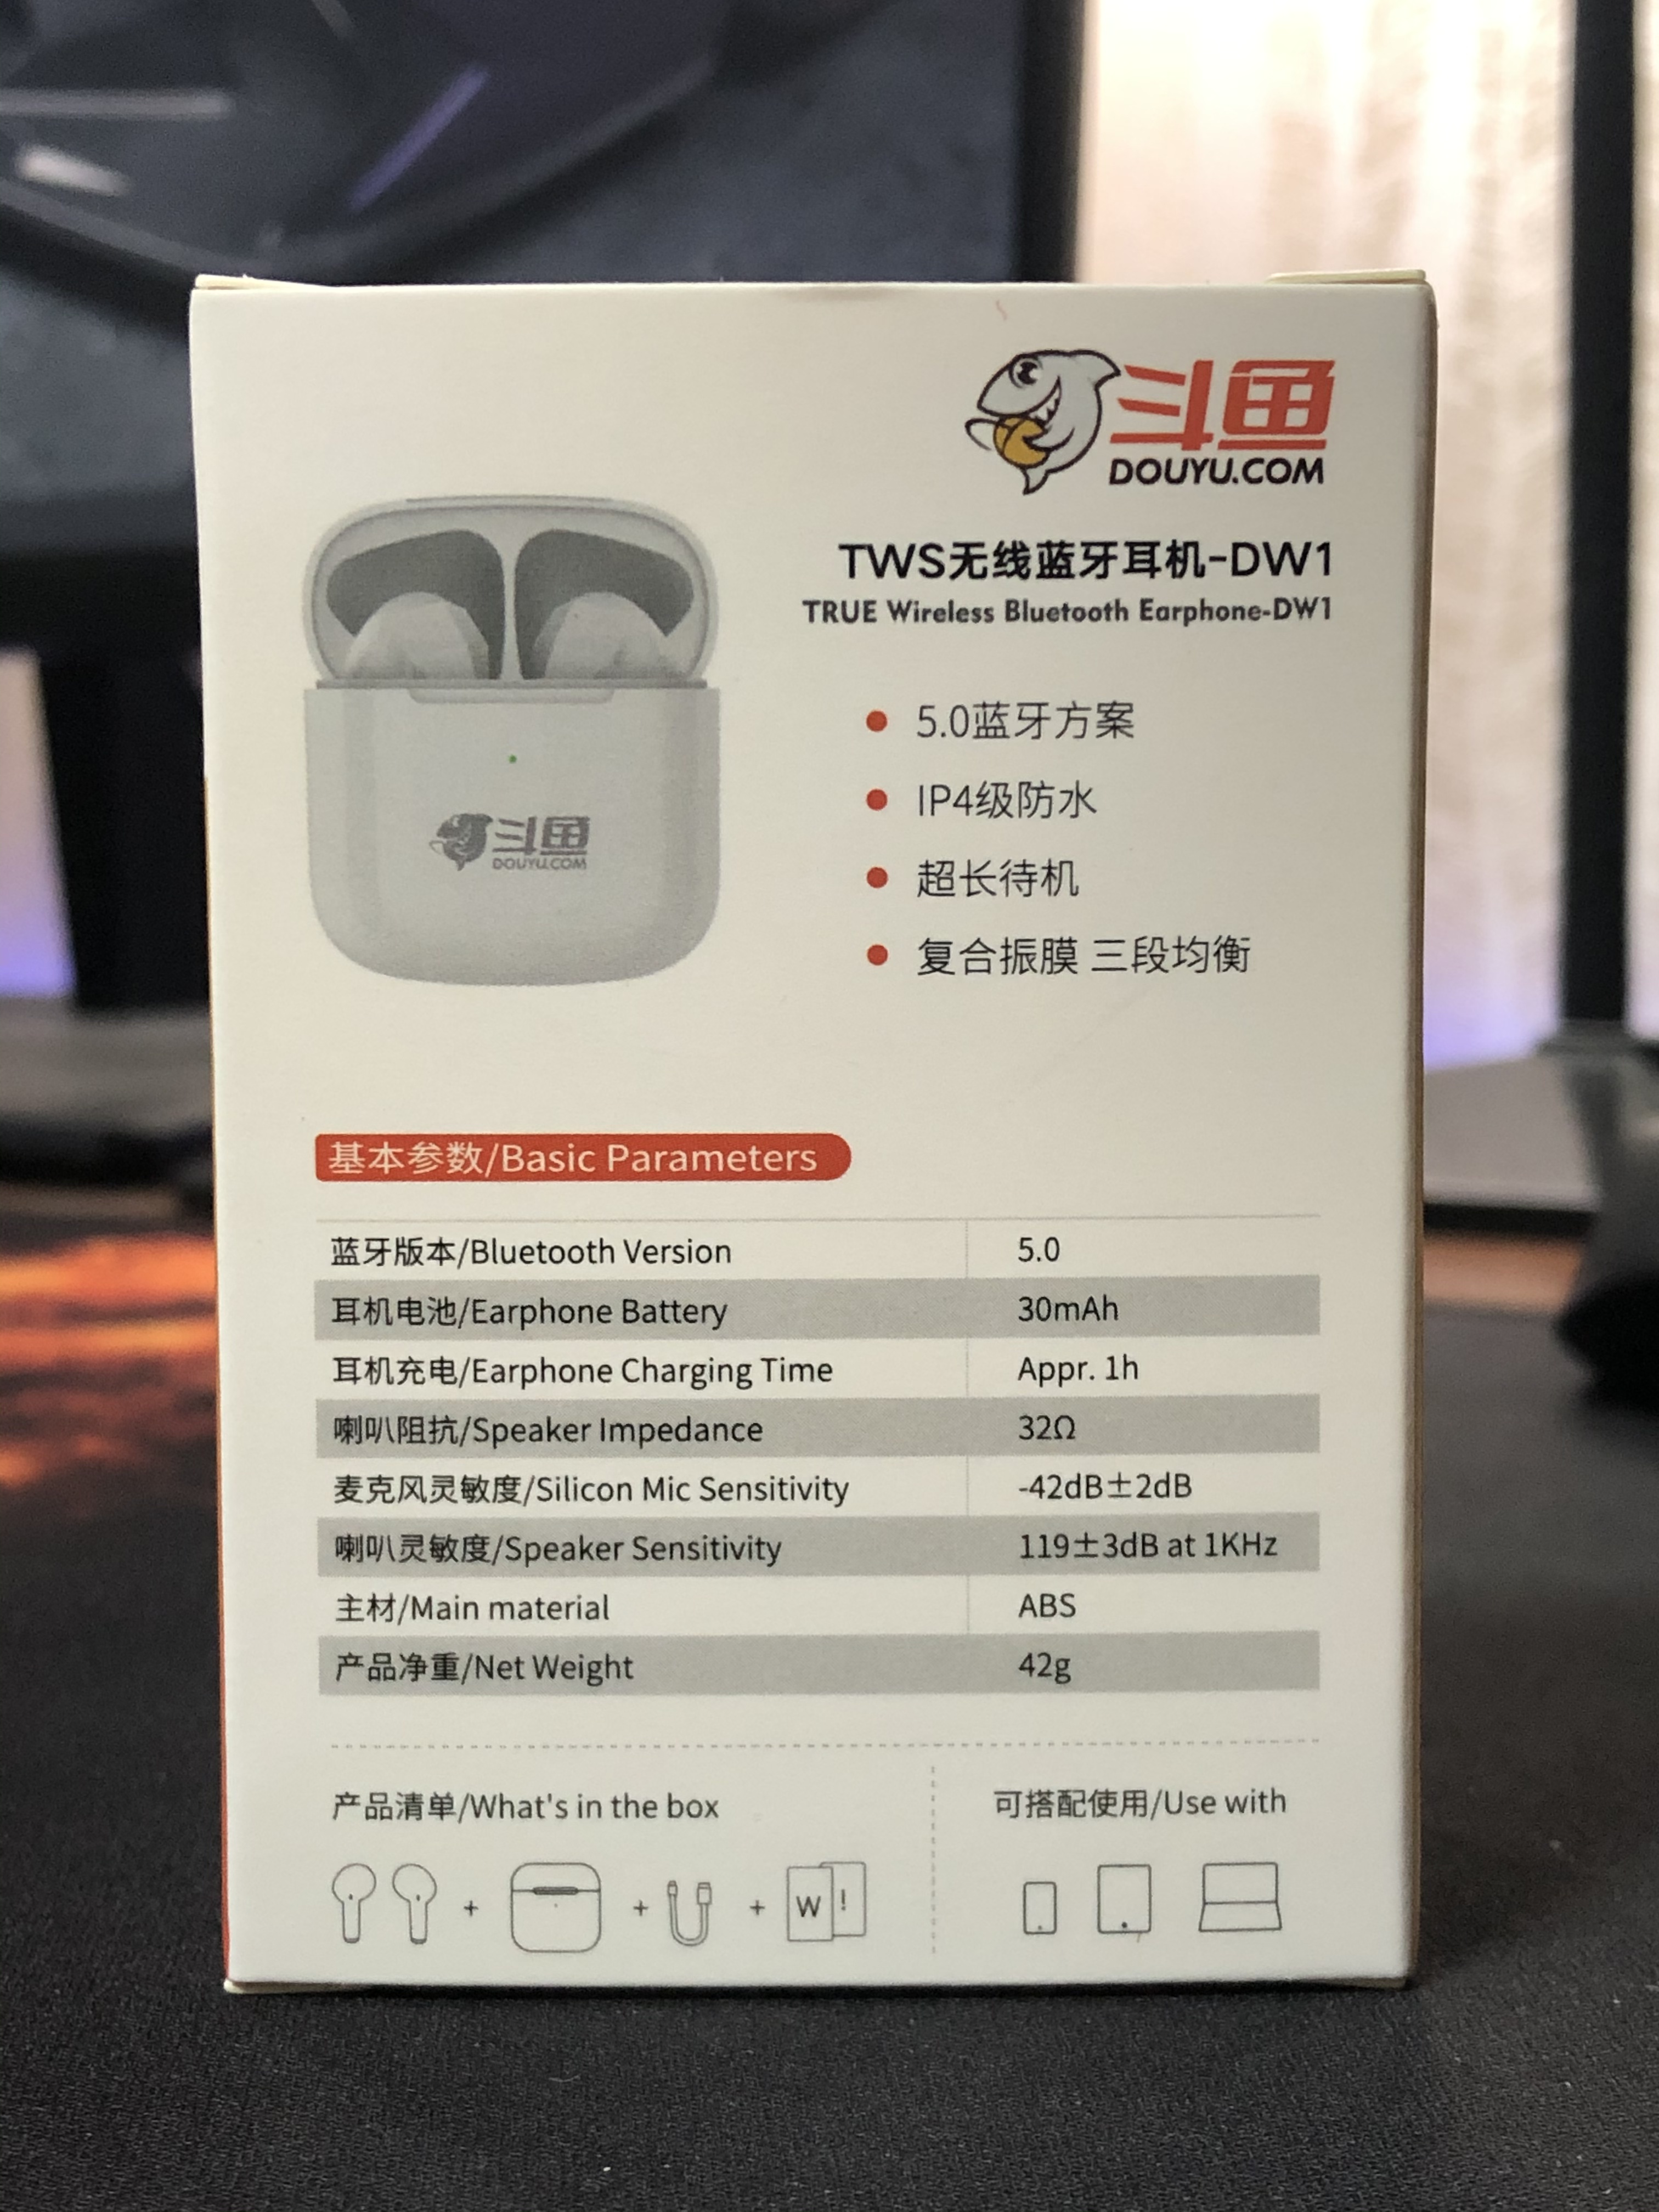 斗鱼
DOUYU.COM
TWS无线蓝牙耳机-DW1
TRUE Wireless Bluetooth Earphone-DW1
5.0蓝牙方案
IP4级防水
超长待机
复合振膜 三段均衡
斗鱼
DOUYU.COM
基本参数/Basic Parameters
蓝牙版本/Bluetooth Version 5.0
耳机电池/Earphone Battery 30mAh
耳机充电/Earphone Charging Time Appr. 1h
喇叭阻抗/Speaker Impedance 32Ω
麦克风灵敏度/Silicon Mic Sensitivity -42dB±2dB
喇叭灵敏度/Speaker Sensitivity 119±3dB at 1KHz
主材/Main material ABS
产品净重/Net Weight 42g
产品清单/What's in the box
+ + + W !
可搭配使用/Use with